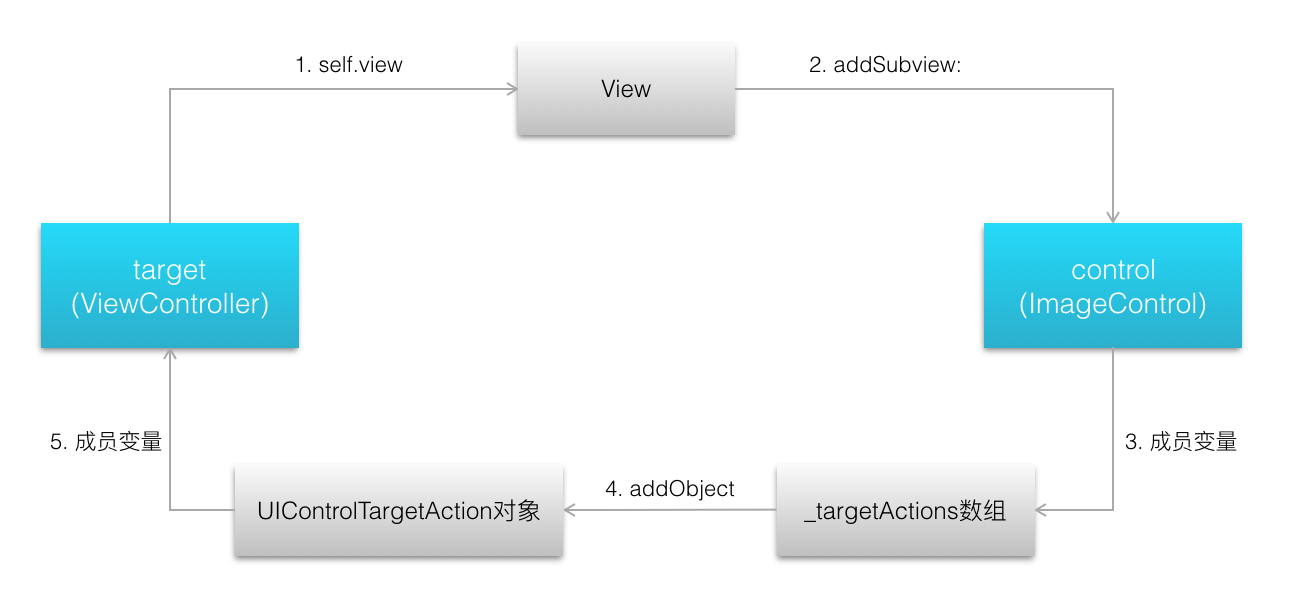 1. self.view
View
2. addSubview:
target
(ViewController)
control
(ImageControl)
5. 成员变量
3. 成员变量
UIControlTargetAction对象
4. addObject
_targetActions数组